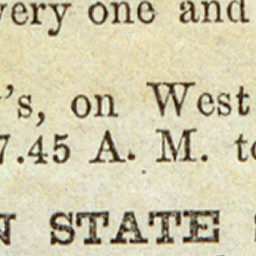 very one and
's, on West
7.45 A. M. to
N STATE